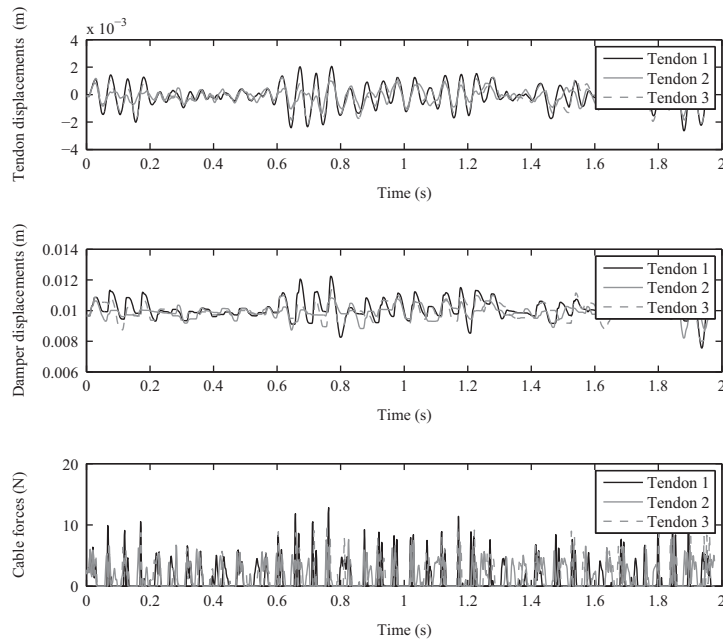 x 10−3
Tendon displacements (m)
4
2
0
−2
−4
0 0.2 0.4 0.6 0.8 1 1.2 1.4 1.6 1.8 2
Time (s)
Tendon 1
Tendon 2
Tendon 3
Damper displacements (m)
0.014
0.012
0.01
0.008
0.006
0 0.2 0.4 0.6 0.8 1 1.2 1.4 1.6 1.8 2
Time (s)
Tendon 1
Tendon 2
Tendon 3
Cable forces (N)
20
10
0
0 0.2 0.4 0.6 0.8 1 1.2 1.4 1.6 1.8 2
Time (s)
Tendon 1
Tendon 2
Tendon 3